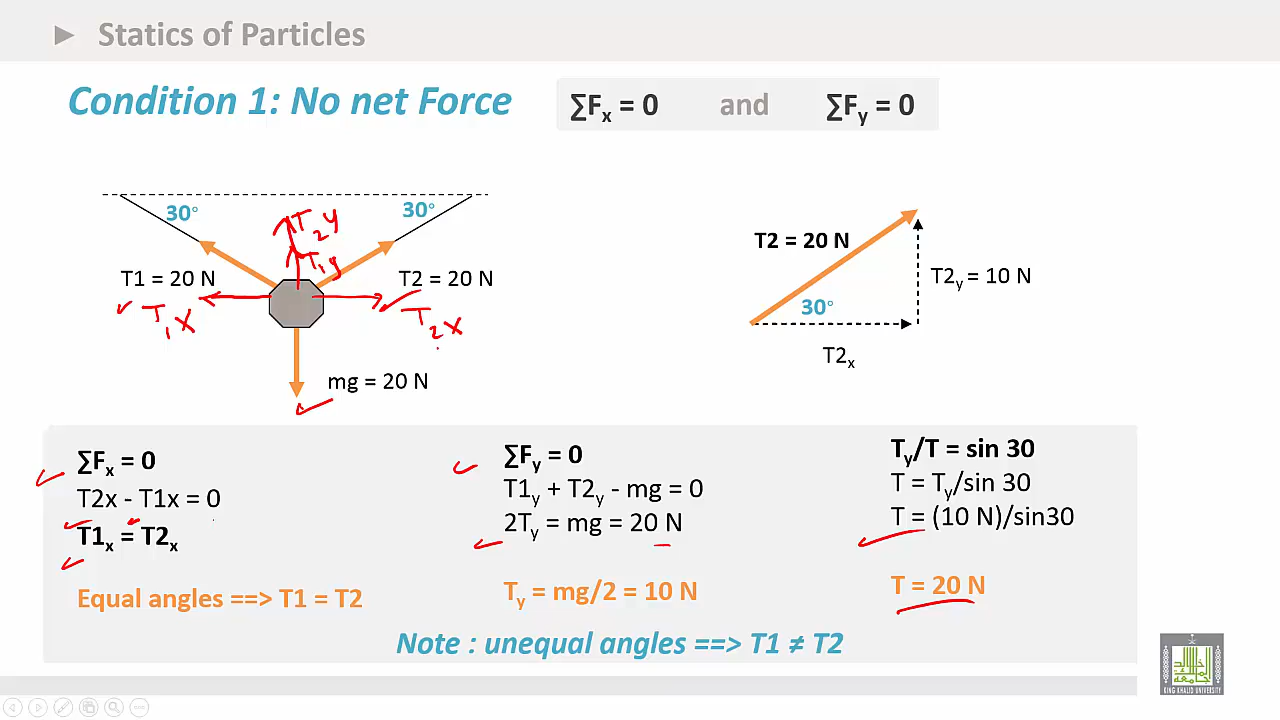 ► Statics of Particles
Condition 1: No net Force
∑Fx = 0 and ∑Fy = 0
30°
30°
T2y
T1y
T1 = 20 N
T2 = 20 N
T1x
T2x
mg = 20 N
T2 = 20 N
30°
T2y = 10 N
T2x
∑Fx = 0
T2x - T1x = 0
T1x = T2x
Equal angles ==> T1 = T2
∑Fy = 0
T1y + T2y - mg = 0
2Ty = mg = 20 N
Ty = mg/2 = 10 N
Ty/T = sin 30
T = Ty/sin 30
T = (10 N)/sin30
T = 20 N
Note : unequal angles ==> T1 ≠ T2
KING KHALID UNIVERSITY